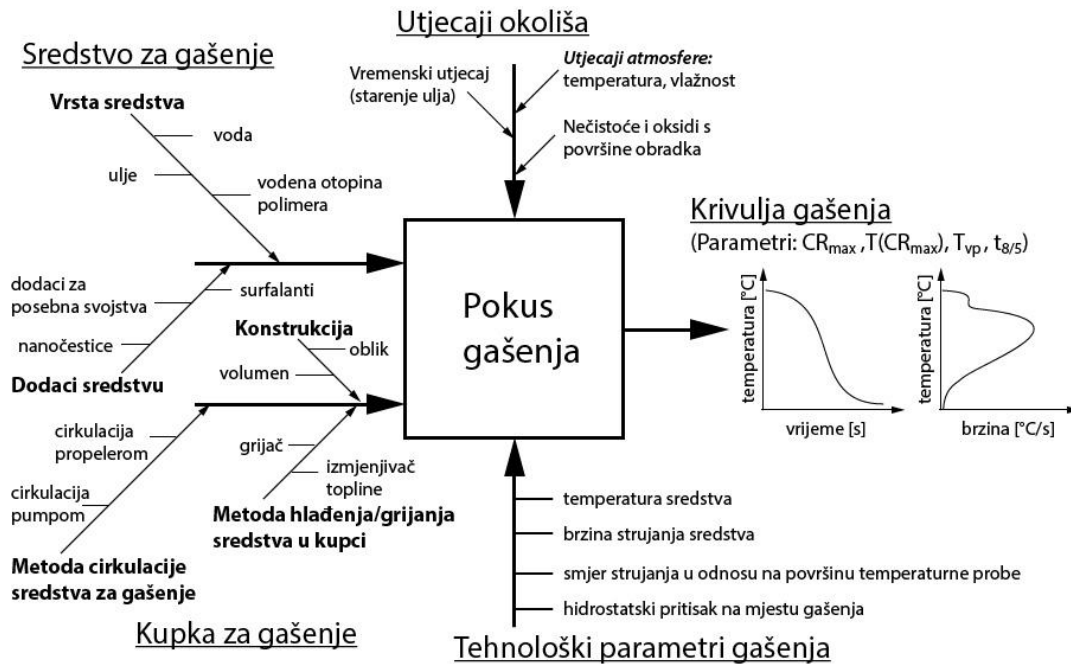 Utjecaji okoliša
Sredstvo za gašenje
Utjecaji atmosfere:
temperatura, vlažnost
Vremenski utjecaj
(starenje ulja)
Nečistoće i oksidi s
površine obradka
Vrsta sredstva
voda
ulje
vodena otopina
polimera
dodaci za
posebna svojstva
surfalanti
nanočestice
Dodaci sredstvu
Konstrukcija
oblik
volumen
cirkulacija
propelerom
grijač
izmjenjivač
topline
cirkulacija
pumpom
Metoda hlađenja/grijanja
sredstva u kupci
Metoda cirkulacije
sredstva za gašenje
Kupka za gašenje
Pokus
gašenja
Krivulja gašenja
(Parametri: CRmax ,T(CRmax), Tvp , t8/5)
temperatura [°C]
vrijeme [s]
temperatura [°C]
brzina [°C/s]
temperatura sredstva
brzina strujanja sredstva
smjer strujanja u odnosu na površinu temperaturne probe
hidrostatski pritisak na mjestu gašenja
Tehnološki parametri gašenja